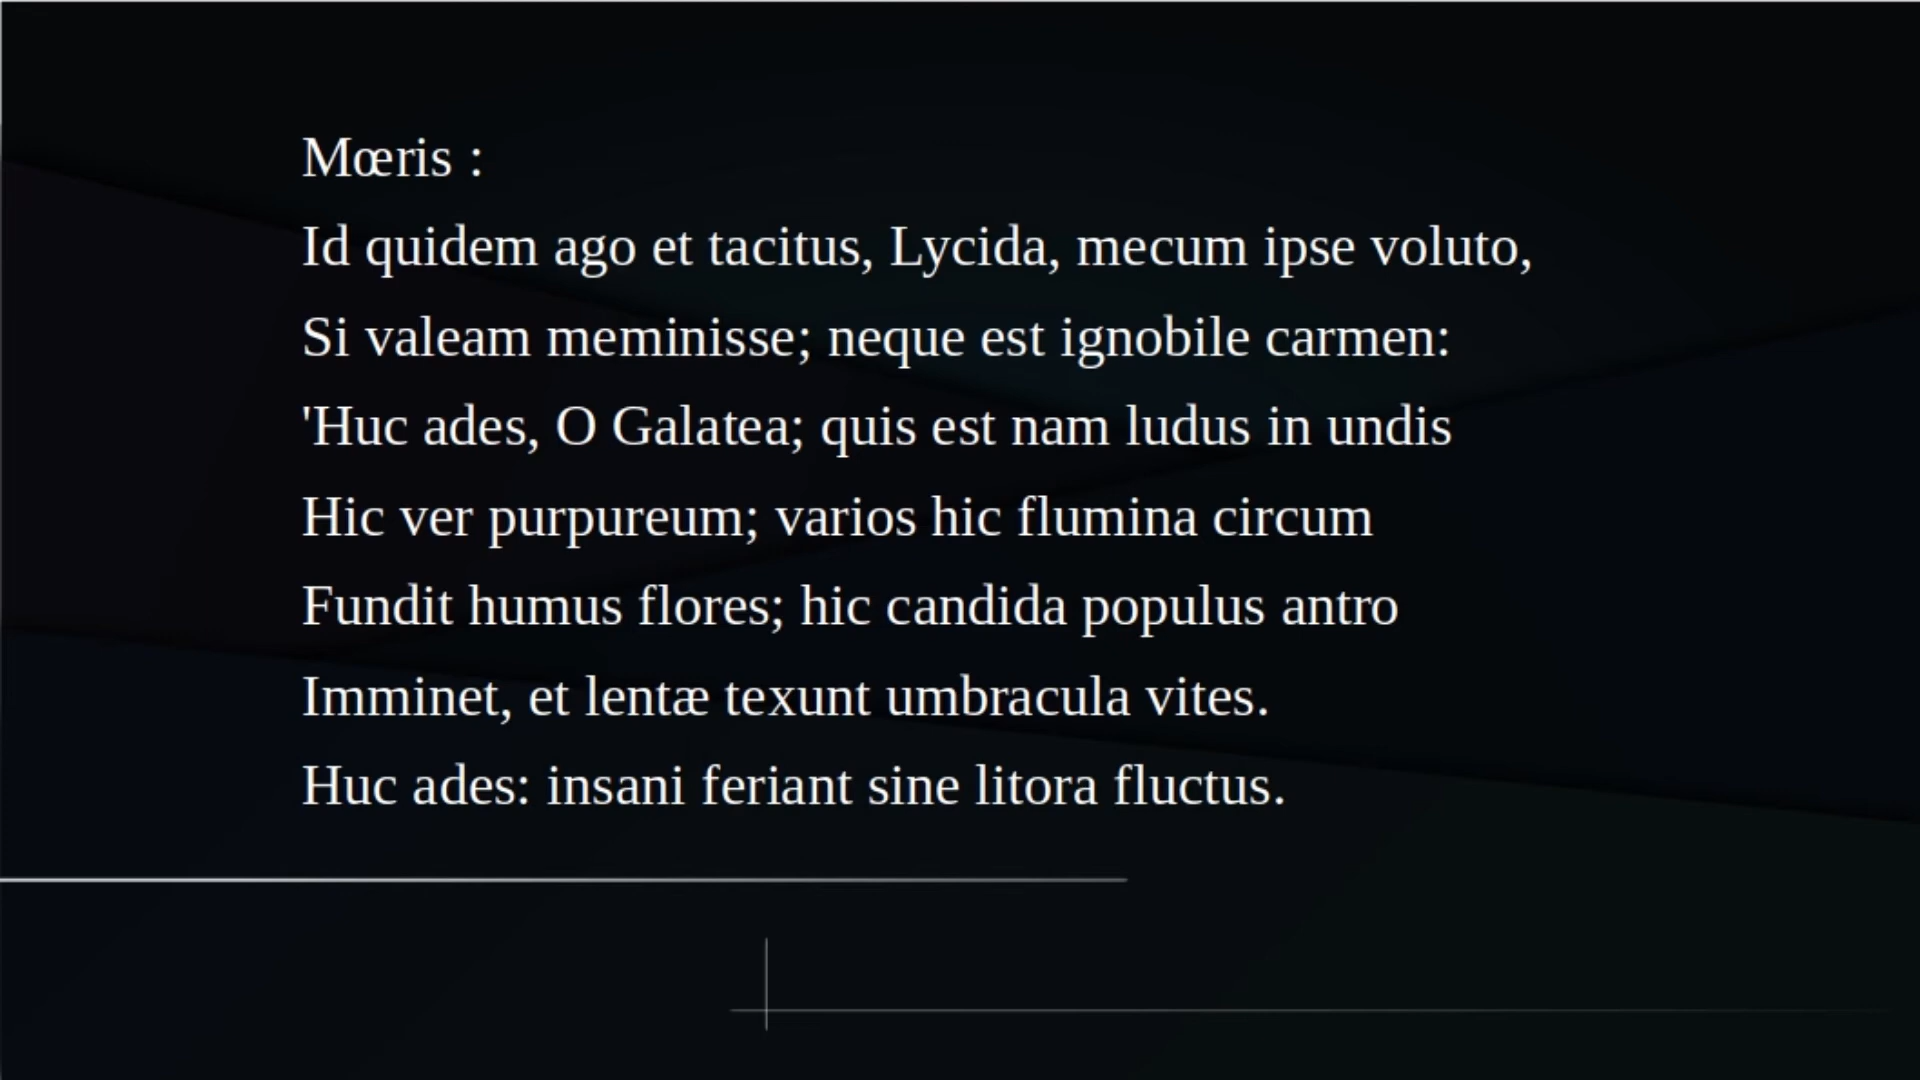 Mœris :
Id quidem ago et tacitus, Lycida, mecum ipse voluto,
Si valeam meminisse; neque est ignobile carmen:
'Huc ades, O Galatea; quis est nam ludus in undis
Hic ver purpureum; varios hic flumina circum
Fundit humus flores; hic candida populus antro
Imminet, et lentæ texunt umbracula vites.
Huc ades: insani feriant sine litora fluctus.